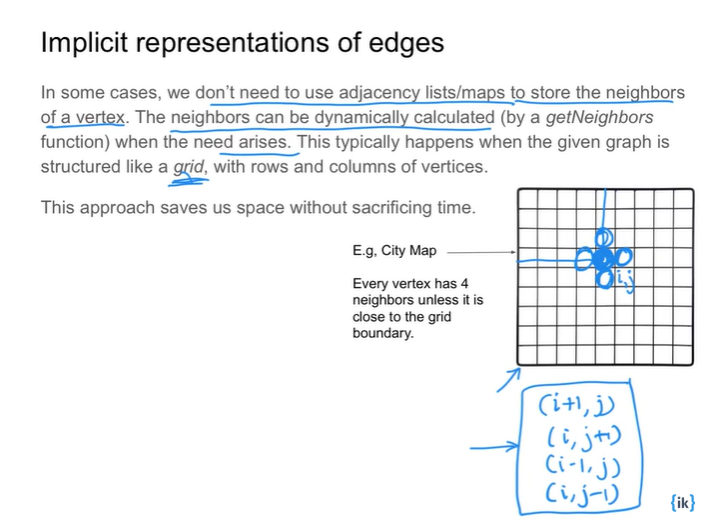 Implicit representations of edges
In some cases, we don't need to use adjacency lists/maps to store the neighbors
of a vertex. The neighbors can be dynamically calculated (by a getNeighbors
function) when the need arises. This typically happens when the given graph is
structured like a grid, with rows and columns of vertices.
This approach saves us space without sacrificing time.
E.g, City Map
Every vertex has 4
neighbors unless it is
close to the grid
boundary.
i,j
(i+1, j)
(i, j+1)
(i-1, j)
(i, j-1)
{ik}